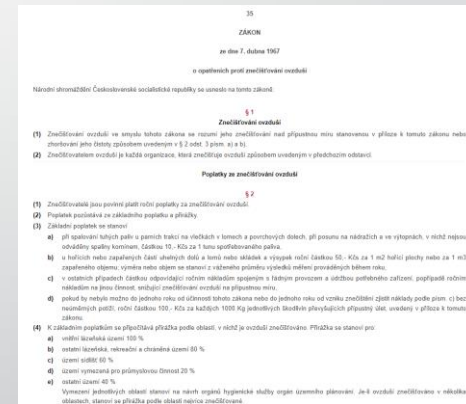 35
ZÁKON
ze dne 7. dubna 1967
o opatřeních proti znečišťování ovzduší
Národní shromáždění Československé socialistické republiky se usneslo na tomto zákoně:
§ 1
Znečišťování ovzduší
(1) Znečišťování ovzduší ve smyslu tohoto zákona se rozumí jeho znečišťování nad přípustnou míru stanovenou v příloze k tomuto zákonu nebo
zhoršování jeho čistoty způsobem uvedeným v § 2 odst. 3 písm. a) a b).
(2) Znečišťovatelem ovzduší je každá organizace, která znečišťuje ovzduší způsobem uvedeným v předchozím odstavci.
Poplatky ze znečišťování ovzduší
§ 2
(1) Znečišťovatelé jsou povinni platit roční poplatky za znečišťování ovzduší.
(2) Poplatek pozůstává ze základního poplatku a přirážky.
(3) Základní poplatek se stanoví
a) při spalování tuhých paliv u parních trakcí na vlečkách v lomech a povrchových dolech, při posunu na nádražích a ve výtopnách, v nichž nejsou
odváděny spaliny komínem, částkou 10,- Kčs za 1 tunu spotřebovaného paliva,
b) u hořících nebo zapařených částí uhelných dolů a lomů nebo skládek a výsypek roční částkou 50,- Kčs za 1 m2 hořící plochy nebo za 1 m3
zapařeného objemu; výměra nebo objem se stanoví z váženého průměru výsledků měření prováděných během roku,
c) v ostatních případech částkou odpovídající ročním nákladům spojeným s řádným provozem a údržbou potřebného zařízení, popřípadě ročním
nákladům na jinou činnost, snižující znečišťování ovzduší na přípustnou míru,
d) pokud by nebylo možno do jednoho roku od účinnosti tohoto zákona nebo do jednoho roku od vzniku znečištění zjistit náklady podle písm. c) bez
neúměrných potíží, roční částkou 100,- Kčs za každých 1000 Kg jednotlivých škodlivin převyšujících přípustný úlet, uvedený v příloze k tomuto
zákonu.
(4) K základním poplatkům se připočítává přirážka podle oblastí, v nichž je ovzduší znečišťováno. Přirážka se stanoví pro
a) vnitřní lázeňská území 100 %
b) ostatní lázeňská, rekreační a chráněná území 80 %
c) území sídlišť 60 %
d) území vymezená pro průmyslovou činnost 20 %
e) ostatní území 40 %
Vymezení jednotlivých oblastí stanoví na návrh orgánů hygienické služby orgán územního plánování. Je-li ovzduší znečišťováno v několika
oblastech, stanoví se přirážka podle oblasti nejvíce znečišťované.